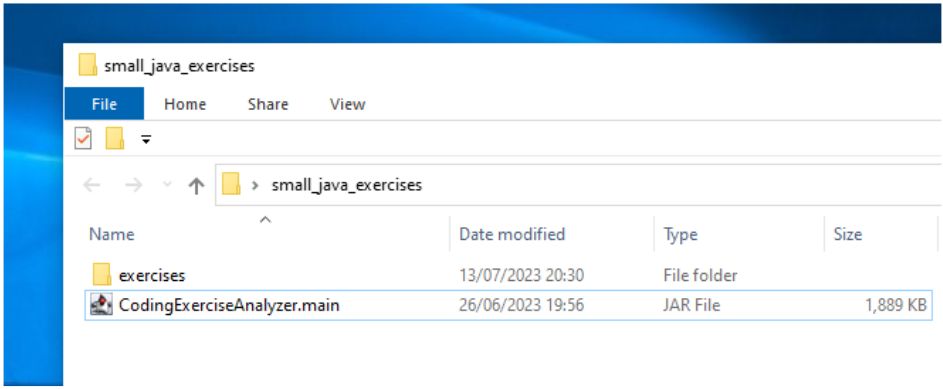 small_java_exercises
File Home Share View
small_java_exercises
Name Date modified Type Size
exercises 13/07/2023 20:30 File folder
CodingExerciseAnalyzer.main 26/06/2023 19:56 JAR File 1,889 KB